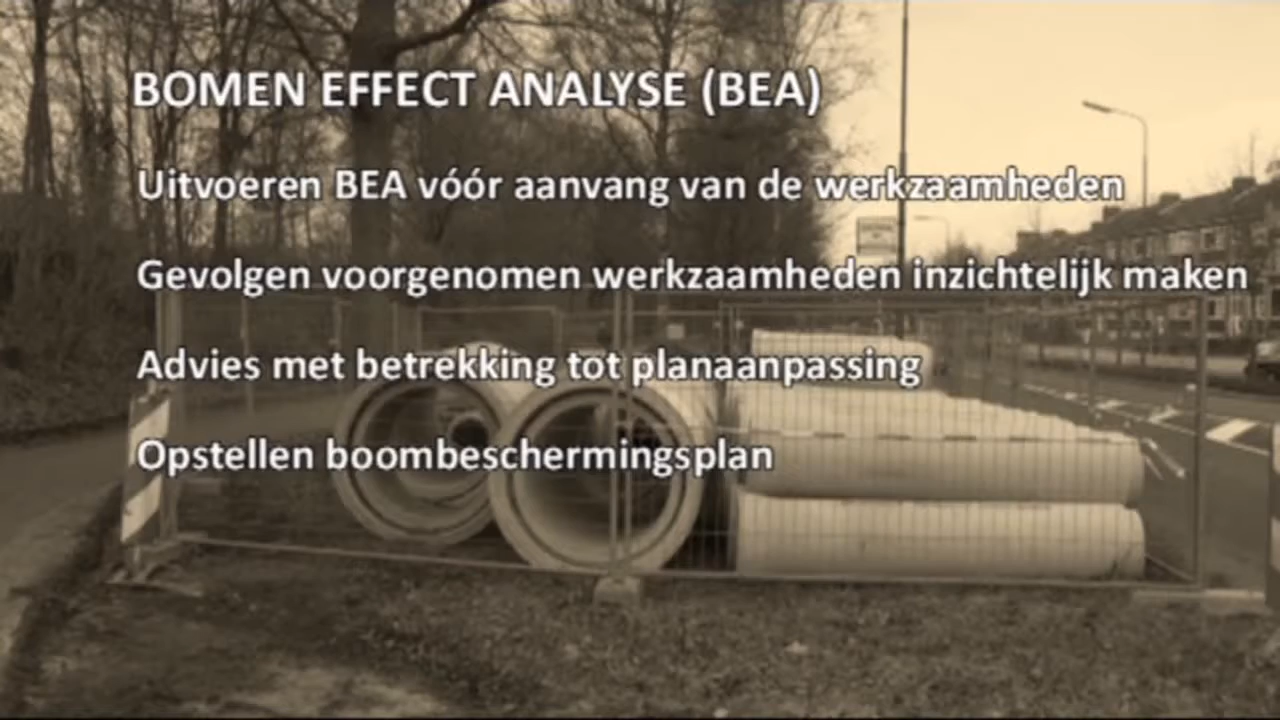 BOMEN EFFECT ANALYSE (BEA)
Uitvoeren BEA vóór aanvang van de werkzaamheden
Gevolgen voorgenomen werkzaamheden inzichtelijk maken
Advies met betrekking tot planaanpassing
Opstellen boombeschermingsplan